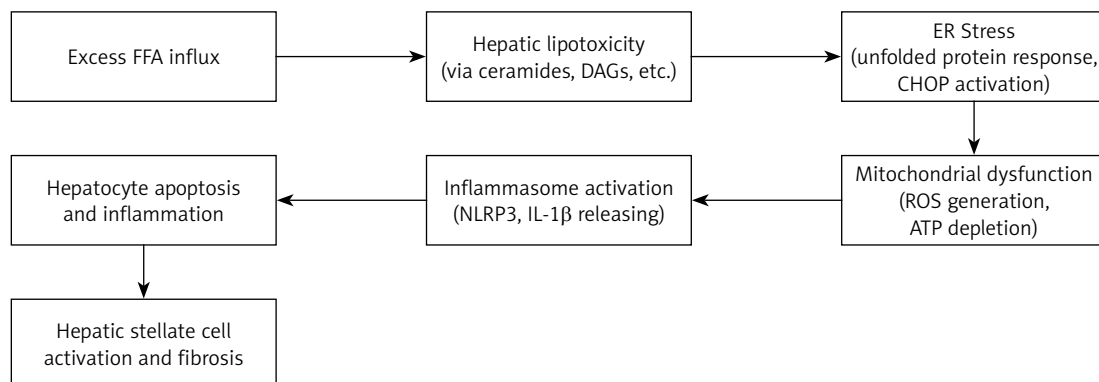 Excess FFA influx
Hepatic lipotoxicity
(via ceramides, DAGs, etc.)
ER Stress
(unfolded protein response,
CHOP activation)
Mitochondrial dysfunction
(ROS generation,
ATP depletion)
Inflammasome activation
(NLRP3, IL-1β releasing)
Hepatocyte apoptosis
and inflammation
Hepatic stellate cell
activation and fibrosis